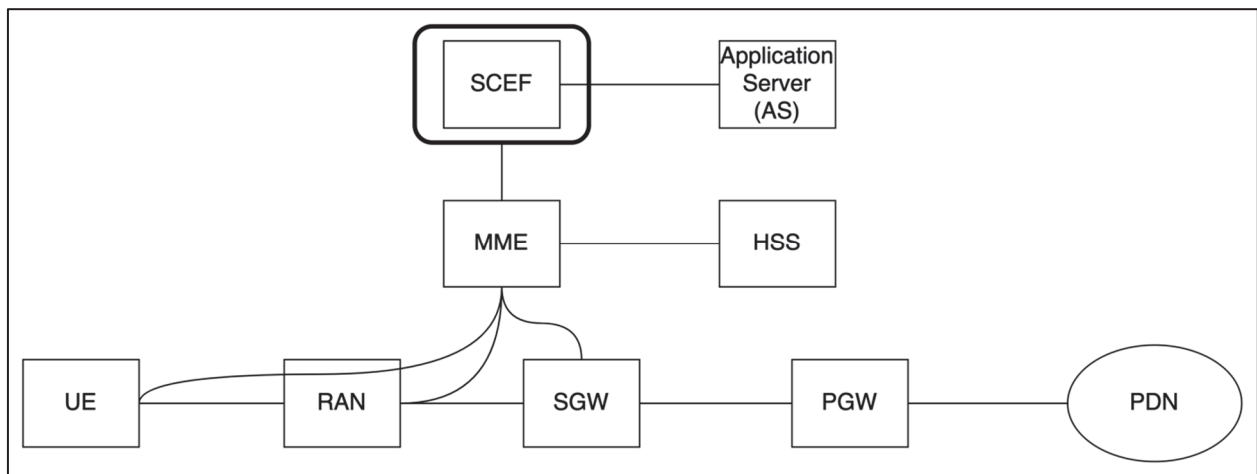 SCEF
Application
Server
(AS)
MME
HSS
UE
RAN
SGW
PGW
PDN